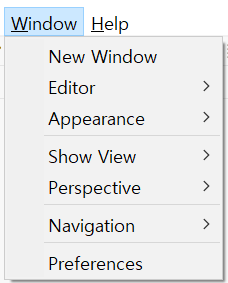 Window Help
New Window
Editor
Appearance
Show View
Perspective
Navigation
Preferences